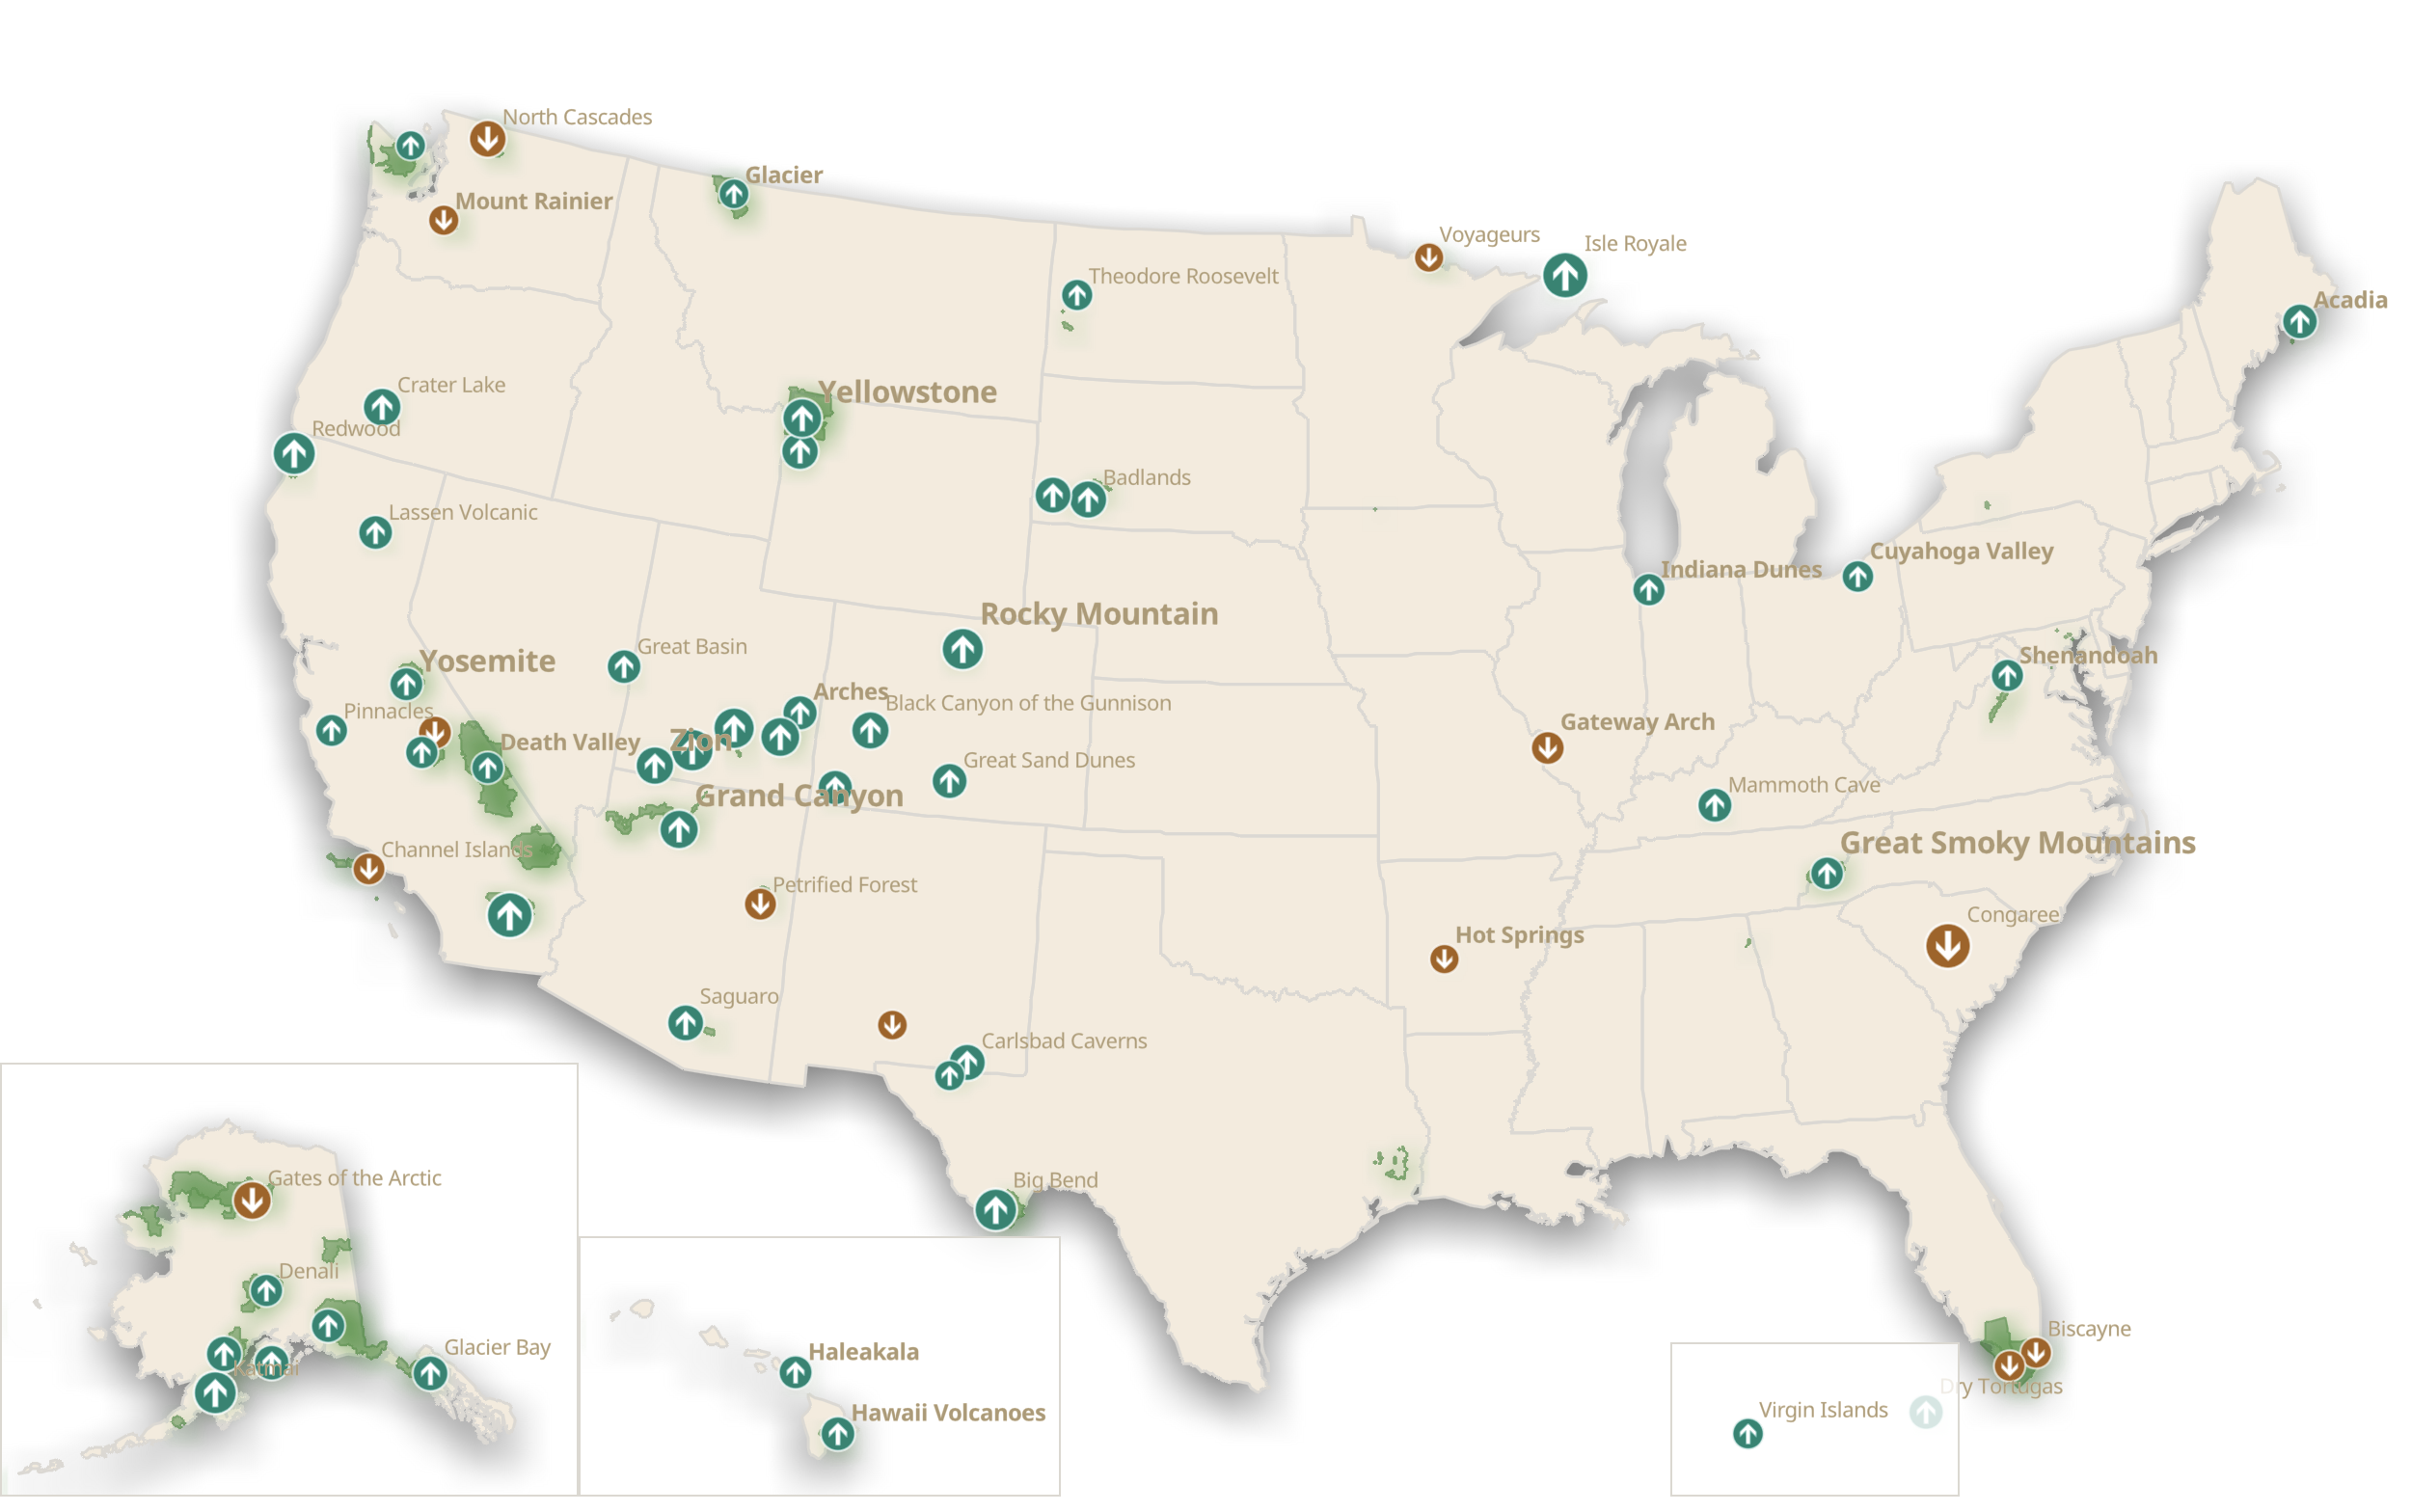 North Cascades
Glacier
Mount Rainier
Voyageurs
Isle Royale
Theodore Roosevelt
Acadia
Crater Lake
Yellowstone
Redwood
Badlands
Lassen Volcanic
Cuyahoga Valley
Indiana Dunes
Rocky Mountain
Great Basin
Shenandoah
Yosemite
Arches
Black Canyon of the Gunnison
Pinnacles
Gateway Arch
Zion
Death Valley
Great Sand Dunes
Mammoth Cave
Grand Canyon
Great Smoky Mountains
Channel Islands
Petrified Forest
Congaree
Hot Springs
Saguaro
Carlsbad Caverns
Gates of the Arctic
Big Bend
Denali
Biscayne
Glacier Bay
Haleakala
Katmai
Dry Tortugas
Virgin Islands
Hawaii Volcanoes